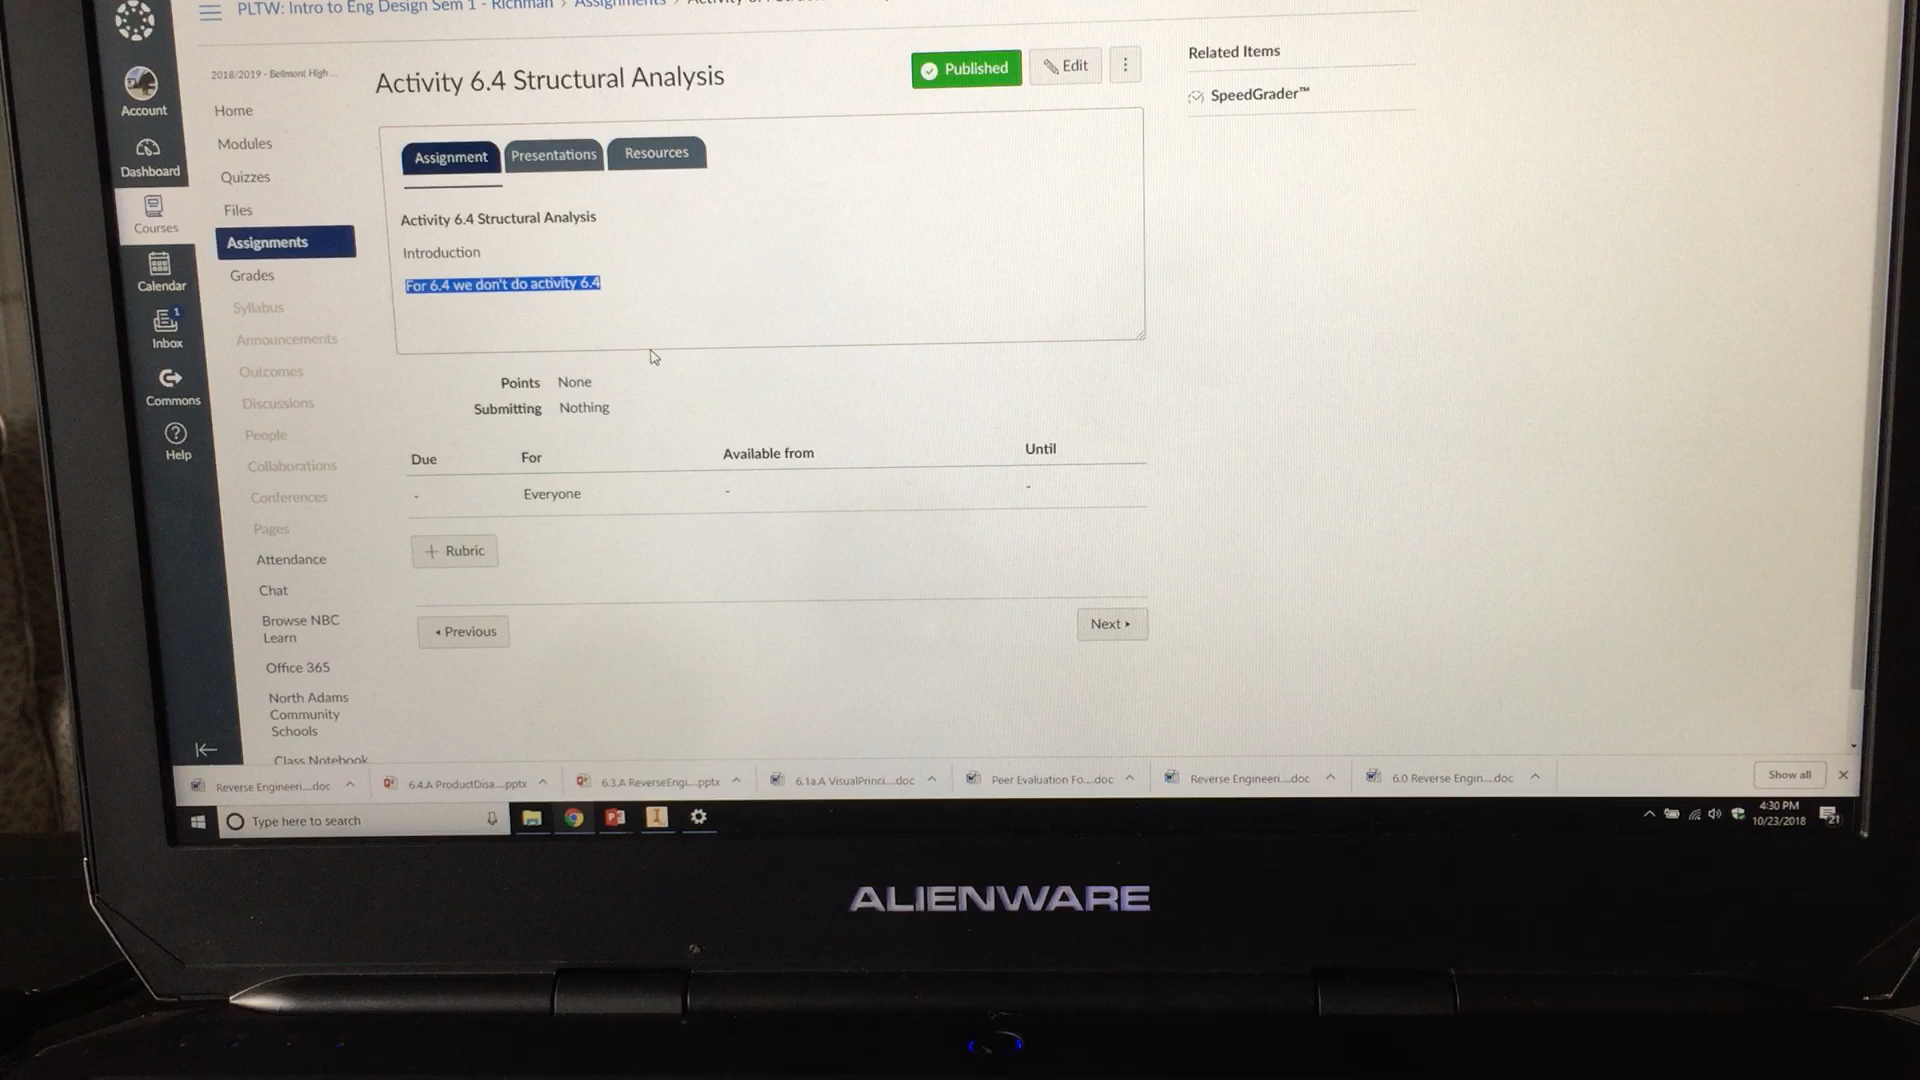 PLTW: Intro to Eng Design Sem 1 - Richman > Assignments >
2018/2019 - Bellmont High ...
Account
Dashboard
Courses
Calendar
1
Inbox
Commons
Help
Home
Modules
Quizzes
Files
Assignments
Grades
Syllabus
Announcements
Outcomes
Discussions
People
Collaborations
Conferences
Pages
Attendance
Chat
Browse NBC
Learn
Office 365
North Adams
Community
Schools
Class Notebook
Activity 6.4 Structural Analysis
Published
Edit
Assignment
Presentations
Resources
Activity 6.4 Structural Analysis
Introduction
For 6.4 we don't do activity 6.4
Points None
Submitting Nothing
Due For Available from Until
- Everyone - -
+ Rubric
Previous
Next
Related Items
SpeedGrader™
Reverse Engineeri....doc
6.4.A ProductDisa....pptx
6.3.A ReverseEngi....pptx
6.1a.A VisualPrinci....doc
Peer Evaluation Fo....doc
Reverse Engineeri....doc
6.0 Reverse Engin....doc
Show all
Type here to search
4:30 PM
10/23/2018
21
ALIENWARE